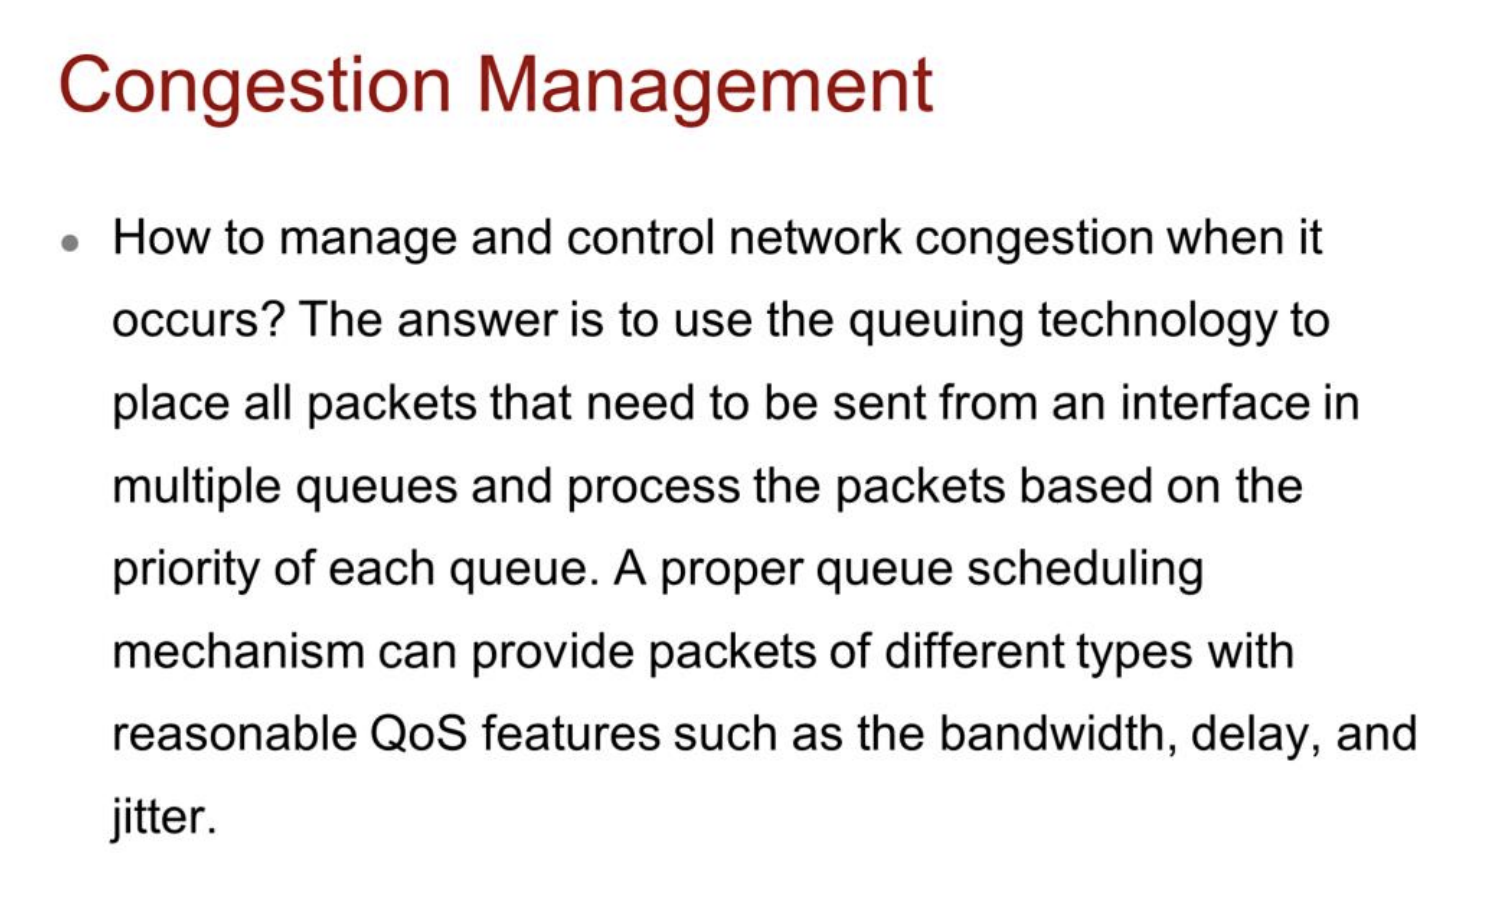 Congestion Management
• How to manage and control network congestion when it
occurs? The answer is to use the queuing technology to
place all packets that need to be sent from an interface in
multiple queues and process the packets based on the
priority of each queue. A proper queue scheduling
mechanism can provide packets of different types with
reasonable QoS features such as the bandwidth, delay, and
jitter.